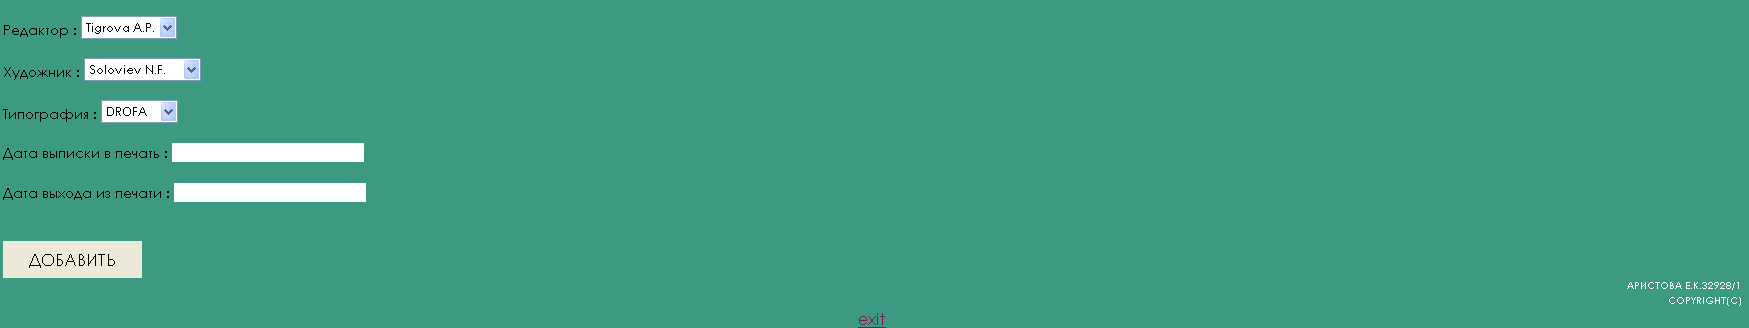 Редактор : Tigrova A.P.
Художник : Soloviev N.F.
Типография : DROFA
Дата выписки в печать :
Дата выхода из печати :
ДОБАВИТЬ
АРИСТОВА Е.К.32928/1
COPYRIGHT(C)
exit